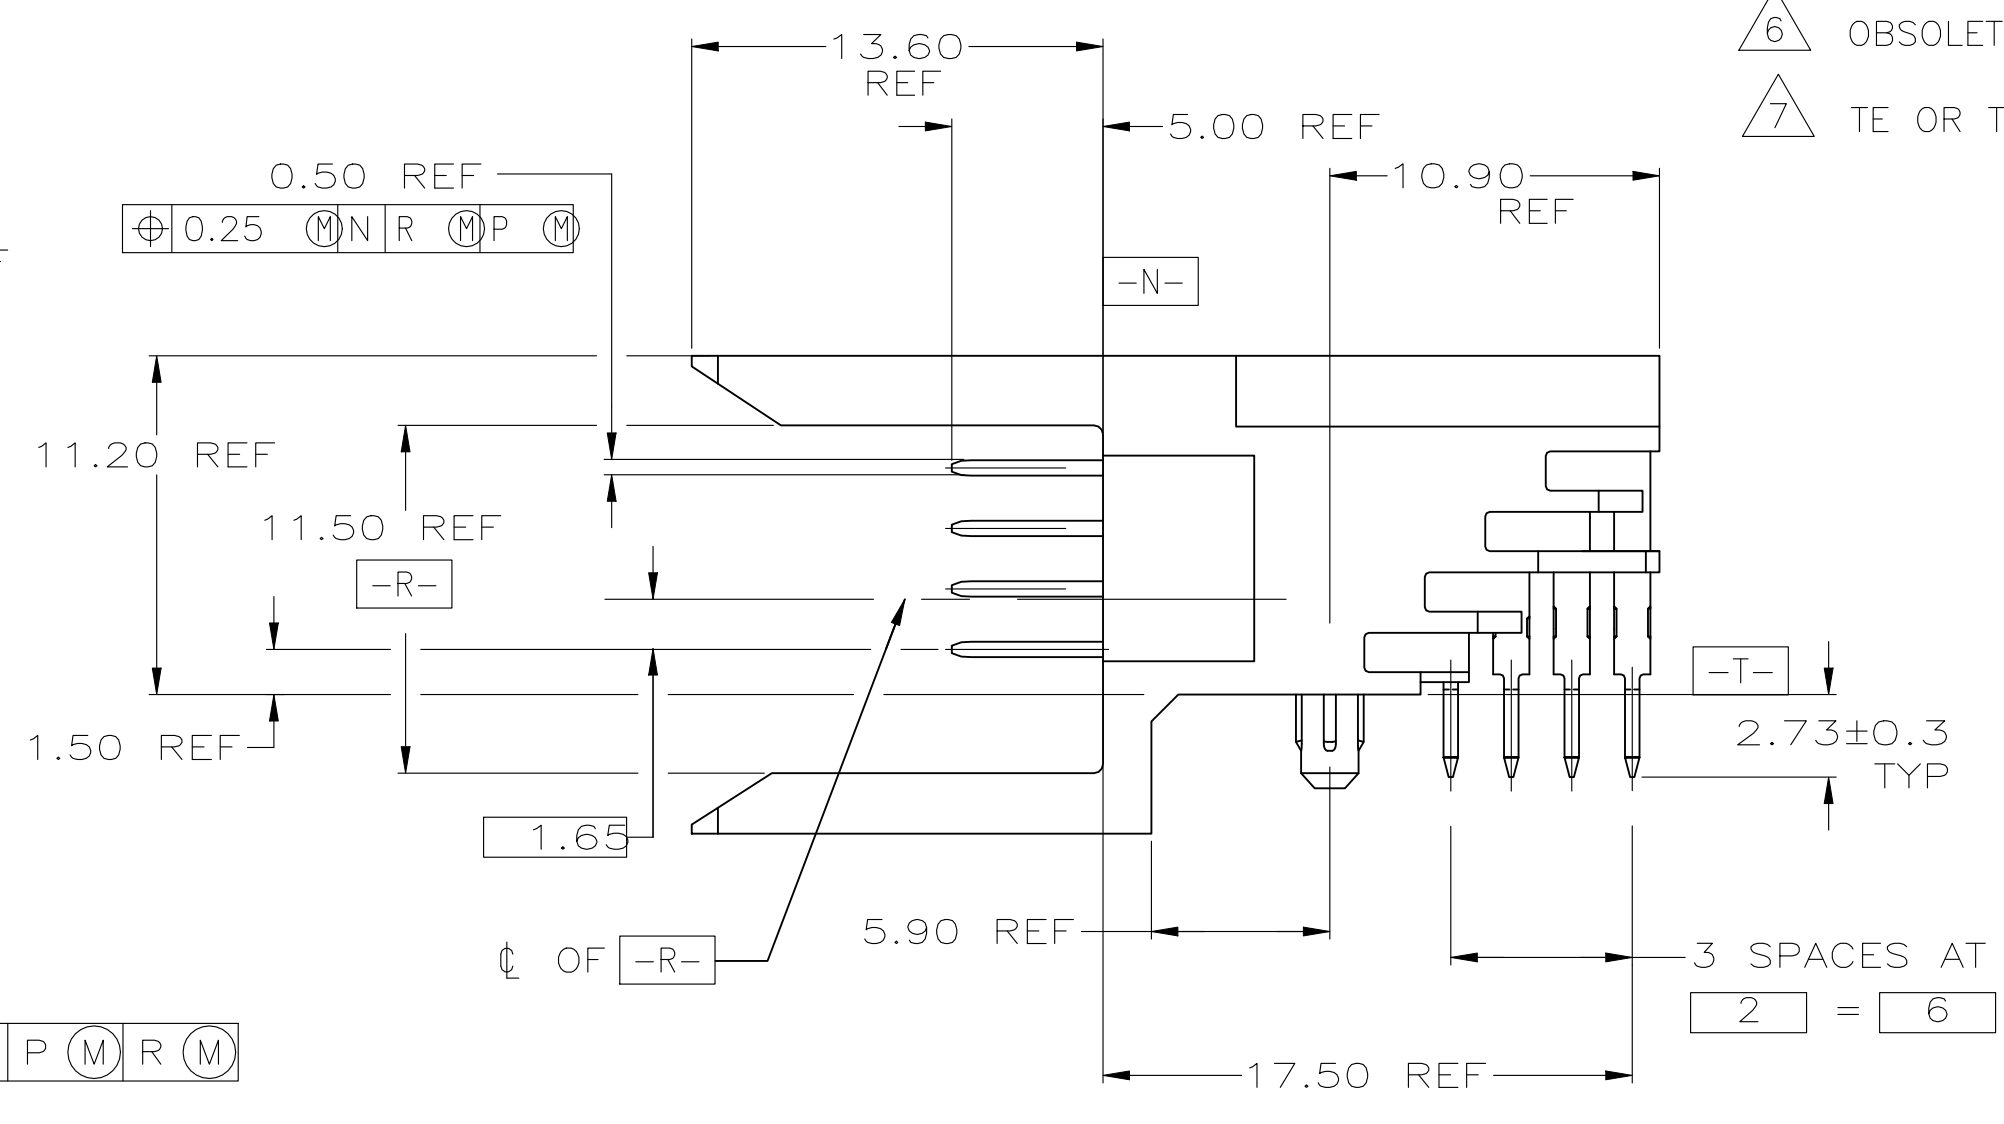 6 OBSOLET
7 TE OR T
13.60
REF
5.00 REF
10.90
REF
0.50 REF
0.25 Ⓜ N R Ⓜ P Ⓜ
-N-
11.20 REF
11.50 REF
-R-
-T-
2.73±0.3
TYP
1.50 REF
1.65
5.90 REF
℄ OF -R-
3 SPACES AT
2 = 6
P Ⓜ R Ⓜ
17.50 REF